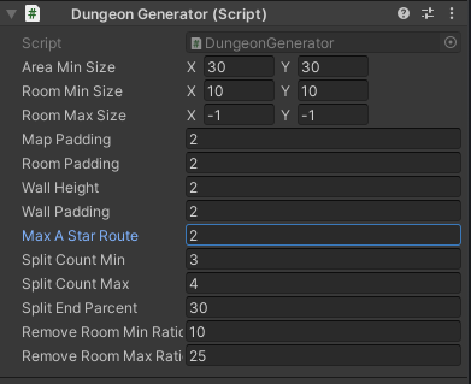 Dungeon Generator (Script)
Script DungeonGenerator
Area Min Size X 30 Y 30
Room Min Size X 10 Y 10
Room Max Size X -1 Y -1
Map Padding 2
Room Padding 2
Wall Height 2
Wall Padding 2
Max A Star Route 2
Split Count Min 3
Split Count Max 4
Split End Parcent 30
Remove Room Min Ratio 10
Remove Room Max Rati 25